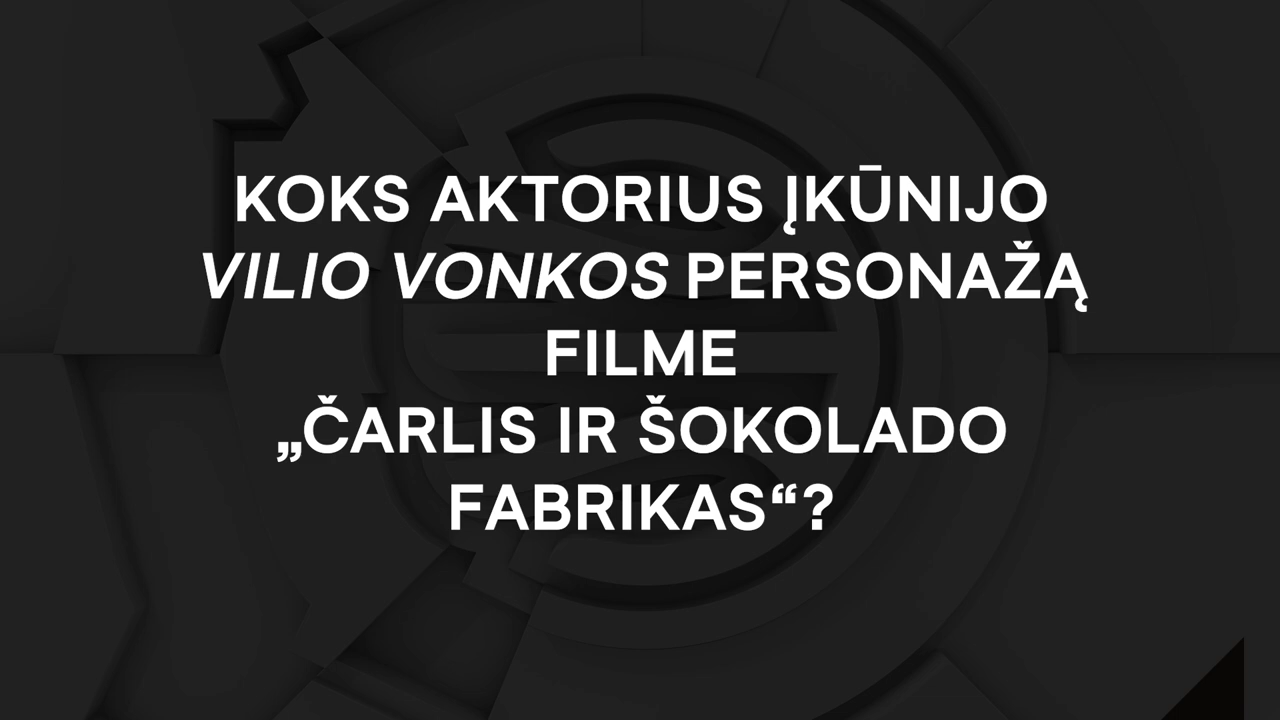 KOKS AKTORIUS ĮKŪNIJO
VILIO VONKOS PERSONAŽĄ
FILME
„ČARLIS IR ŠOKOLADO
FABRIKAS“?